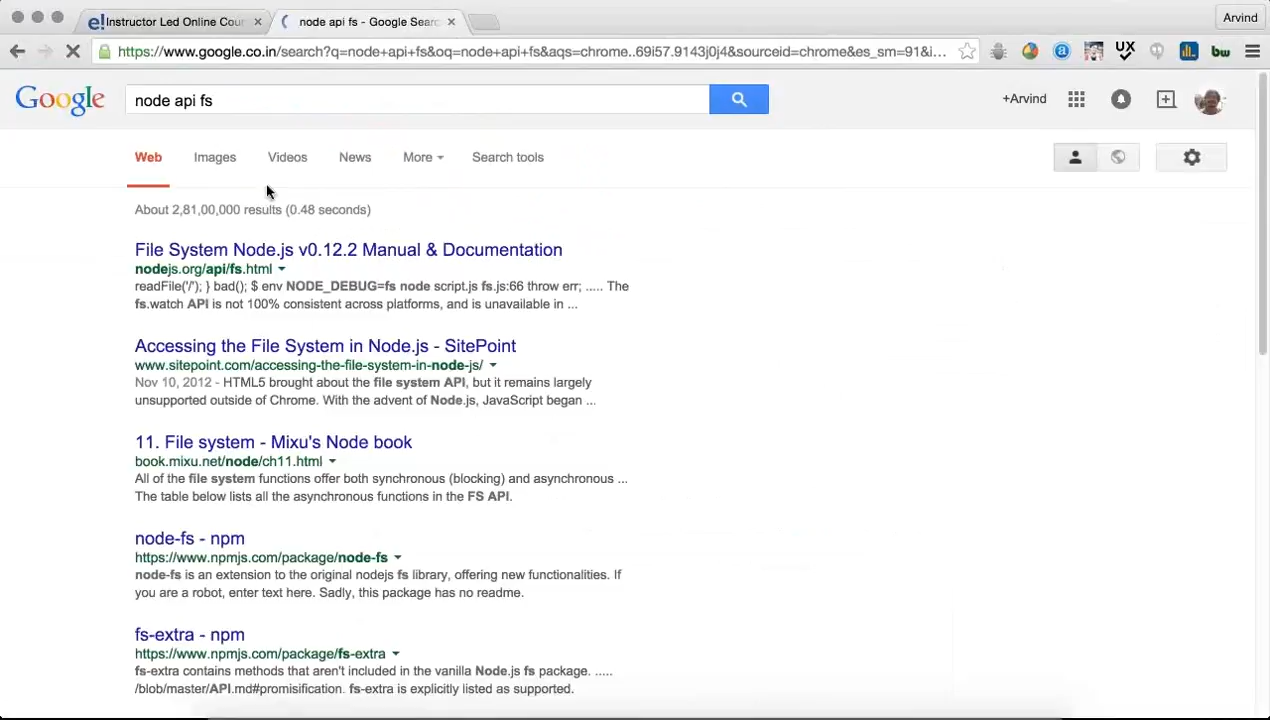 Instructor Led Online Cour
node api fs - Google Searc
Arvind
https://www.google.co.in/search?q=node+api+fs&oq=node+api+fs&aqs=chrome..69i57.9143j0j4&sourceid=chrome&es_sm=91&i...
UX
bw
Google
node api fs
+Arvind
Web
Images
Videos
News
More
Search tools
About 2,81,00,000 results (0.48 seconds)
File System Node.js v0.12.2 Manual & Documentation
nodejs.org/api/fs.html
readFile('/'); } bad(); $ env NODE_DEBUG=fs node script.js fs.js:66 throw err; ..... The
fs.watch API is not 100% consistent across platforms, and is unavailable in ...
Accessing the File System in Node.js - SitePoint
www.sitepoint.com/accessing-the-file-system-in-node-js/
Nov 10, 2012 - HTML5 brought about the file system API, but it remains largely
unsupported outside of Chrome. With the advent of Node.js, JavaScript began ...
11. File system - Mixu's Node book
book.mixu.net/node/ch11.html
All of the file system functions offer both synchronous (blocking) and asynchronous ...
The table below lists all the asynchronous functions in the FS API.
node-fs - npm
https://www.npmjs.com/package/node-fs
node-fs is an extension to the original nodejs fs library, offering new functionalities. If
you are a robot, enter text here. Sadly, this package has no readme.
fs-extra - npm
https://www.npmjs.com/package/fs-extra
fs-extra contains methods that aren't included in the vanilla Node.js fs package. .....
/blob/master/API.md#promisification. fs-extra is explicitly listed as supported.